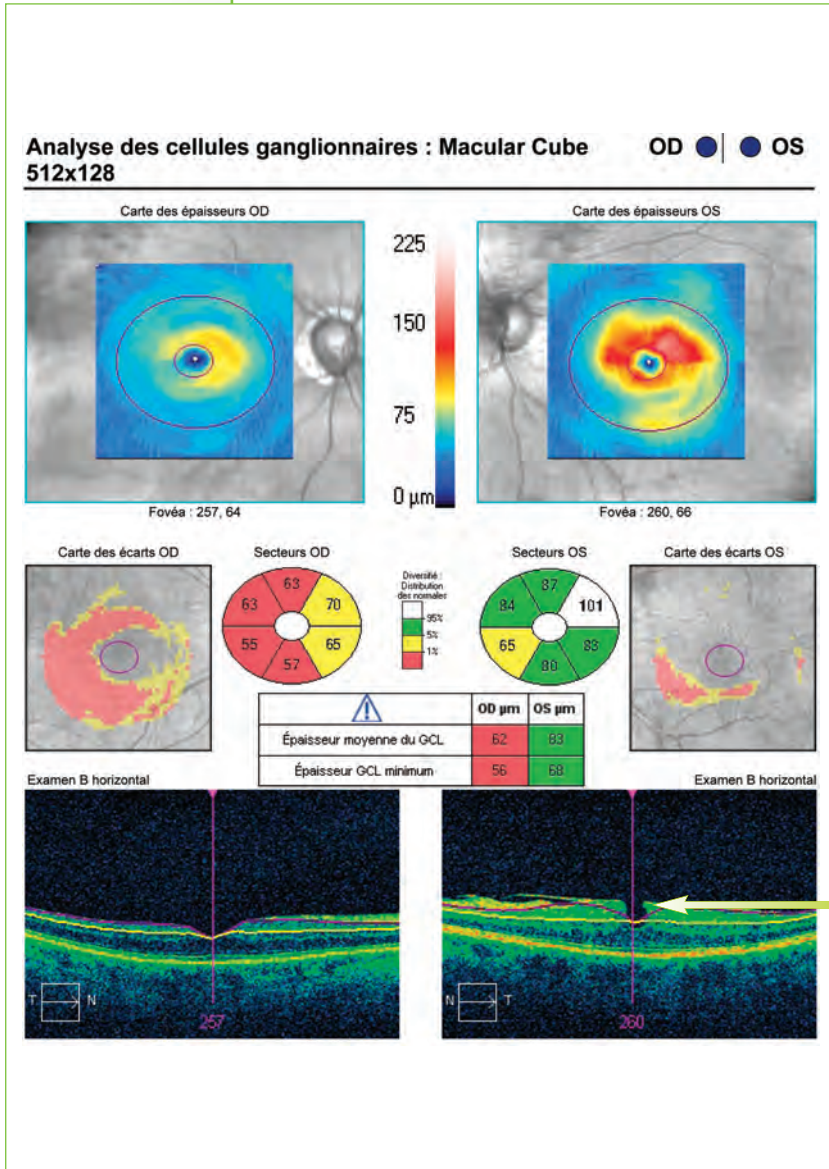 Analyse des cellules ganglionnaires : Macular Cube 512x128
OD OS
Carte des épaisseurs OD
Carte des épaisseurs OS
225
150
75
0 µm
Fovéa : 257, 64
Fovéa : 260, 66
Carte des écarts OD
Secteurs OD
Diversifié :
Distribution
des normales
95%
5%
1%
Secteurs OS
Carte des écarts OS
63
63
70
55
65
57
87
84
101
65
83
80
OD µm OS µm
Épaisseur moyenne du GCL 62 83
Épaisseur GCL minimum 56 68
Examen B horizontal
Examen B horizontal
T N
257
N T
260